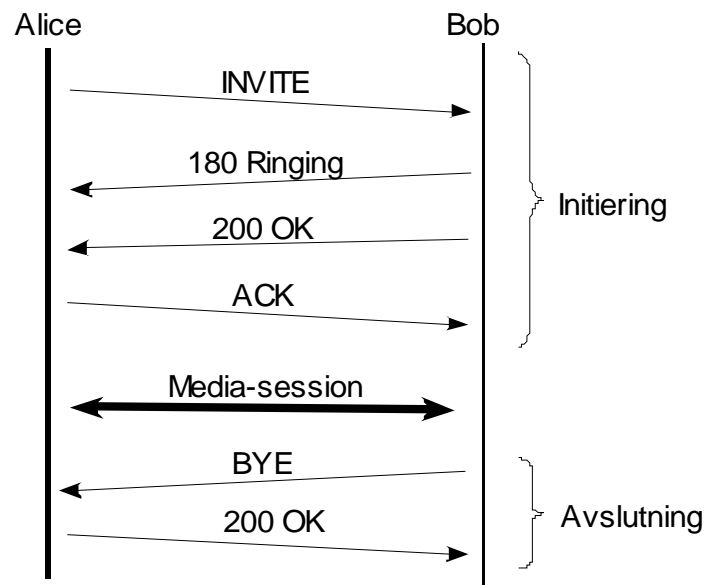 Alice
Bob
INVITE
180 Ringing
Initiering
200 OK
ACK
Media-session
BYE
200 OK
Avslutning